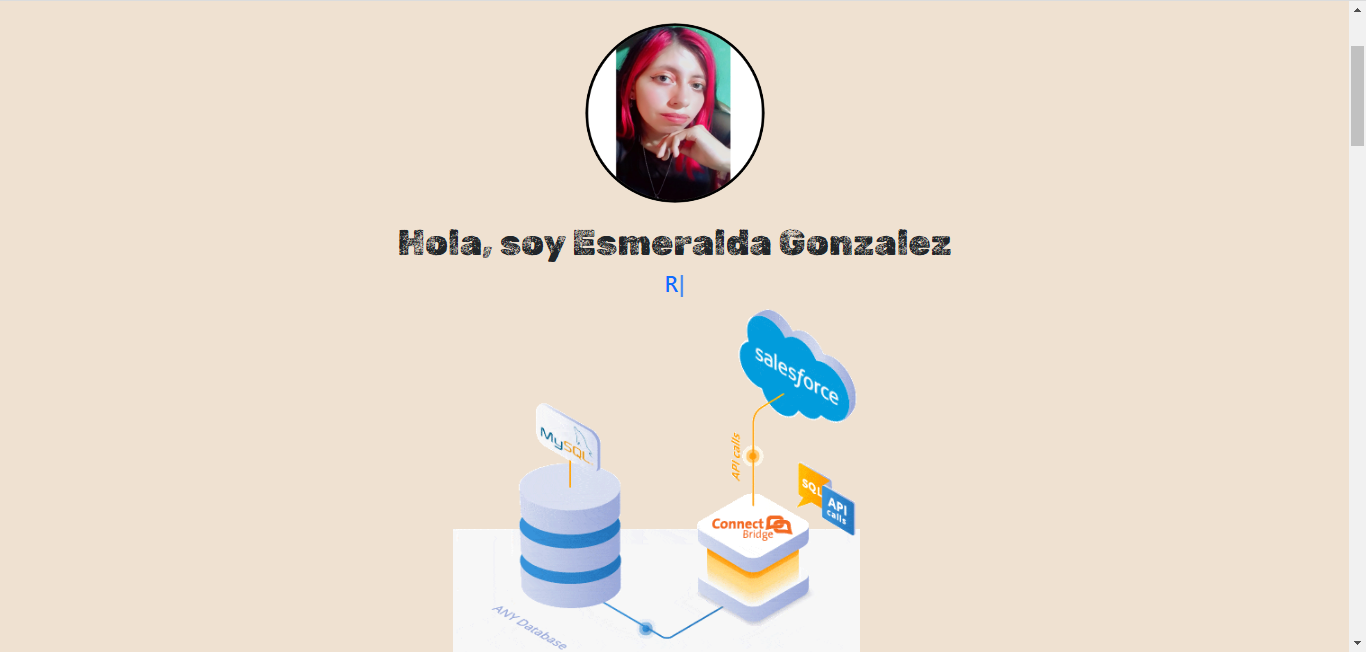 Hola, soy Esmeralda Gonzalez
R|
salesforce
MySQL
API calls
SQL
API
calls
Connect
Bridge
ANY Database